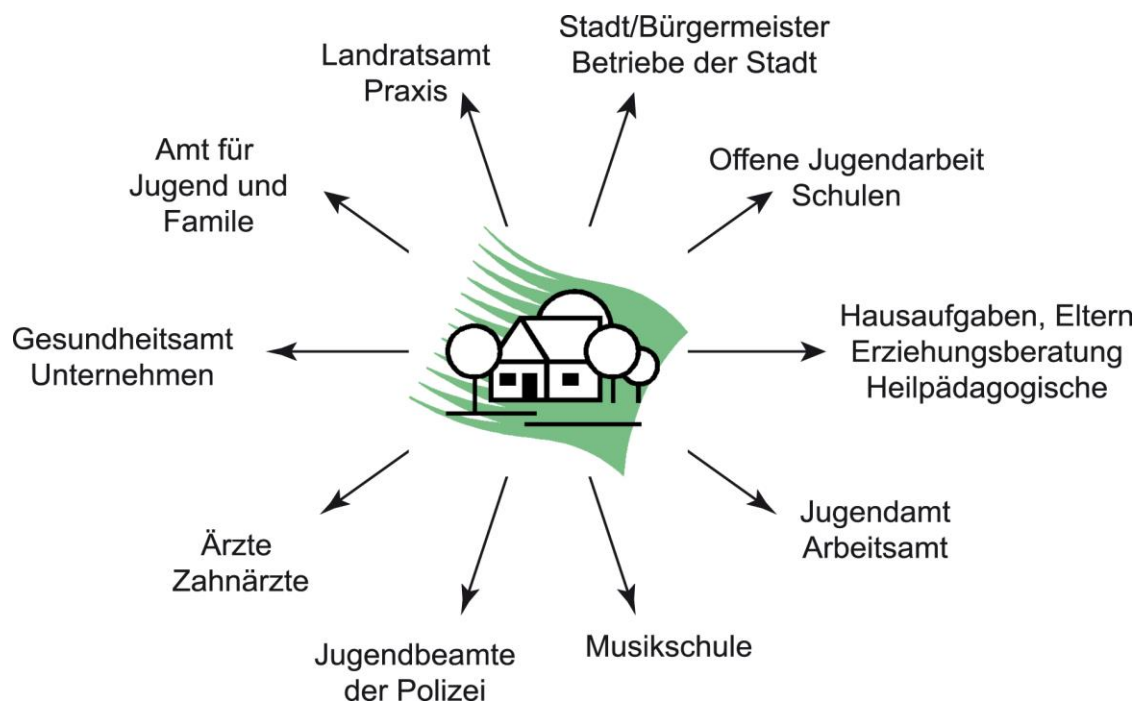 Stadt/Bürgermeister
Betriebe der Stadt
Landratsamt
Praxis
Amt für
Jugend und
Famile
Offene Jugendarbeit
Schulen
Gesundheitsamt
Unternehmen
Hausaufgaben, Eltern
Erziehungsberatung
Heilpädagogische
Ärzte
Zahnärzte
Jugendamt
Arbeitsamt
Jugendbeamte
der Polizei
Musikschule